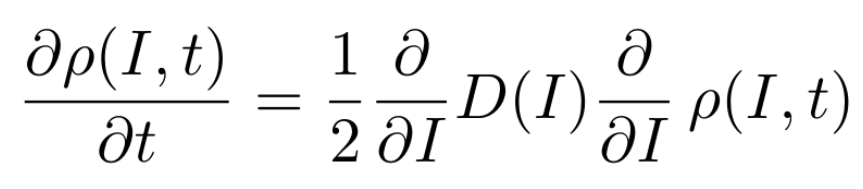 ∂ρ(I, t)/∂t = 1/2 ∂/∂I D(I) ∂/∂I ρ(I, t)